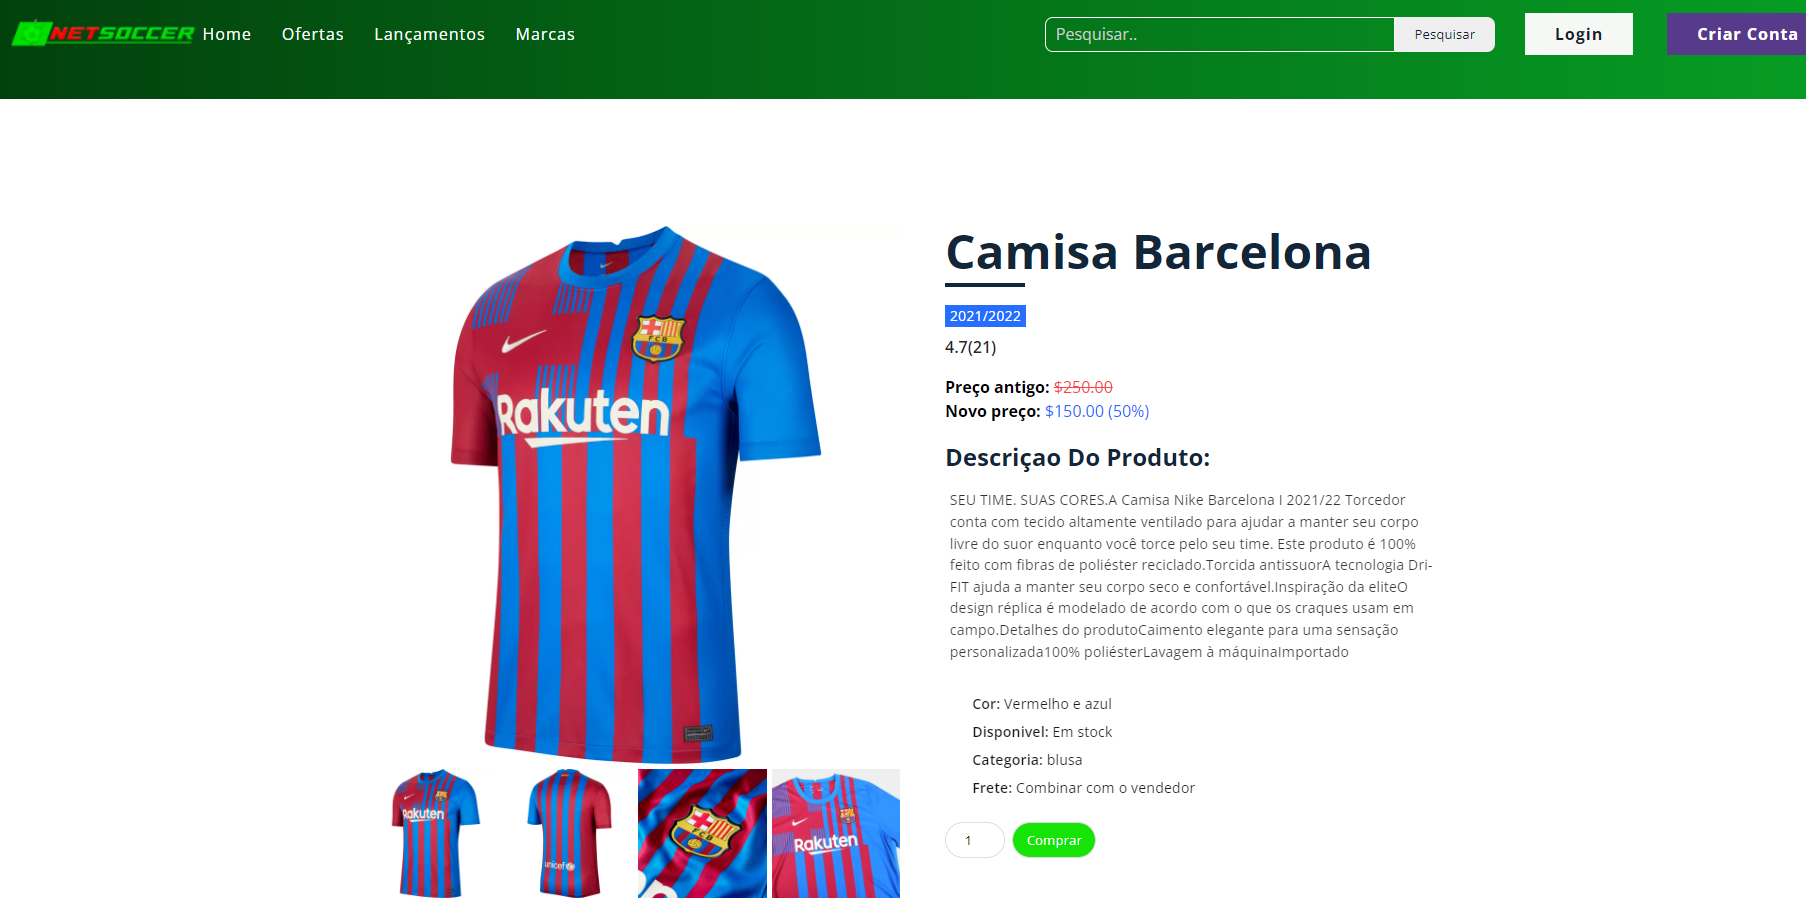 NETSOCCER Home Ofertas Lançamentos Marcas Pesquisar.. Pesquisar Login Criar Conta
Camisa Barcelona
2021/2022
4.7(21)
Preço antigo: $250.00
Novo preço: $150.00 (50%)
Descriçao Do Produto:
SEU TIME. SUAS CORES.A Camisa Nike Barcelona I 2021/22 Torcedor
conta com tecido altamente ventilado para ajudar a manter seu corpo
livre do suor enquanto você torce pelo seu time. Este produto é 100%
feito com fibras de poliéster reciclado.Torcida antissuorA tecnologia Dri-
FIT ajuda a manter seu corpo seco e confortável.Inspiração da eliteO
design réplica é modelado de acordo com o que os craques usam em
campo.Detalhes do produtoCaimento elegante para uma sensação
personalizada100% poliésterLavagem à máquinaImportado
Cor: Vermelho e azul
Disponivel: Em stock
Categoria: blusa
Frete: Combinar com o vendedor
1 Comprar
FCB
Rakuten
Rakuten
unicef
FCB
Rakuten